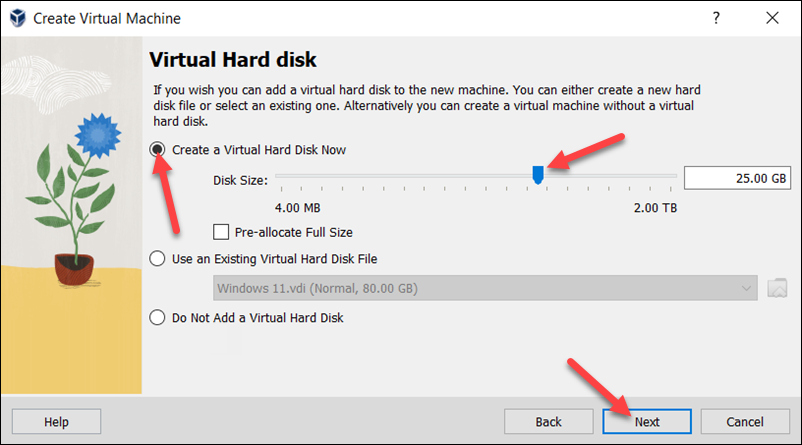 Create Virtual Machine
?
Virtual Hard disk
If you wish you can add a virtual hard disk to the new machine. You can either create a new hard
disk file or select an existing one. Alternatively you can create a virtual machine without a virtual
hard disk.
Create a Virtual Hard Disk Now
Disk Size:
25.00 GB
4.00 MB
2.00 TB
Pre-allocate Full Size
Use an Existing Virtual Hard Disk File
Windows 11.vdi (Normal, 80.00 GB)
Do Not Add a Virtual Hard Disk
Help
Back
Next
Cancel